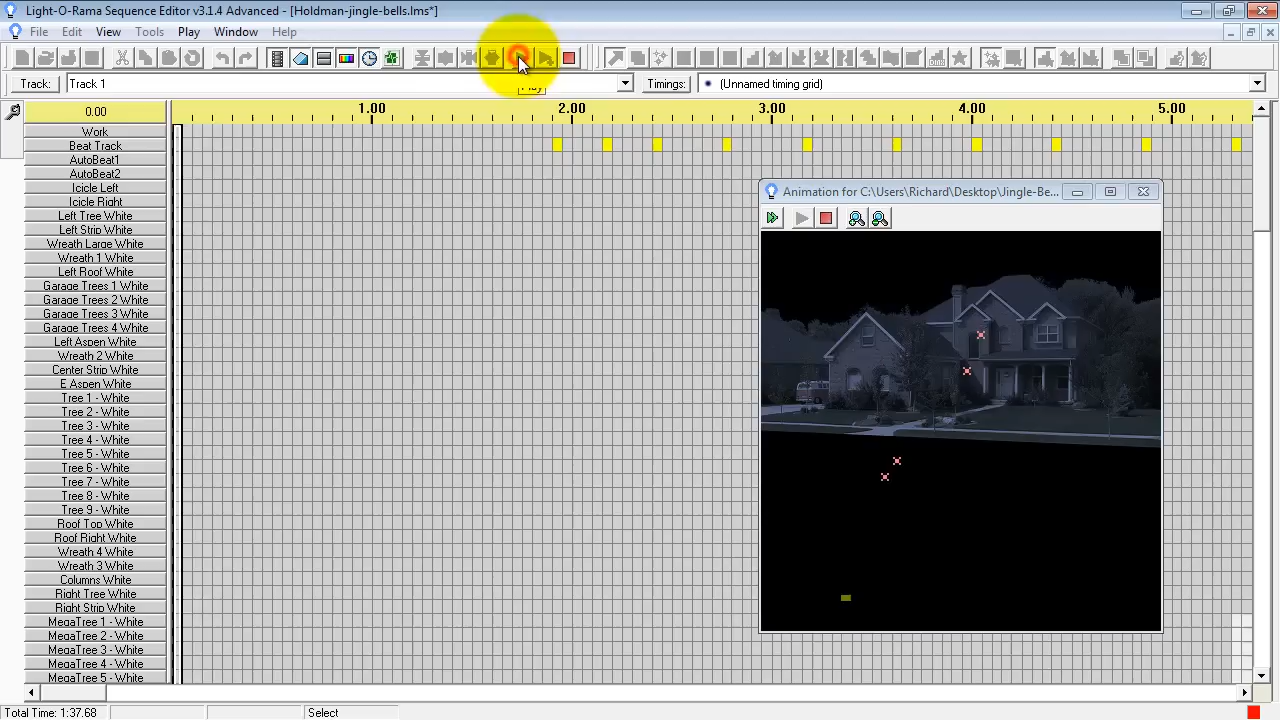 Light-O-Rama Sequence Editor v3.1.4 Advanced - [Holdman-jingle-bells.lms*]
File Edit View Tools Play Window Help
Track: Track 1 Timings: (Unnamed timing grid)
Play
0.00 1.00 2.00 3.00 4.00 5.00
Work
Beat Track
AutoBeat1
AutoBeat2
Icicle Left
Icicle Right
Left Tree White
Left Strip White
Wreath Large White
Wreath 1 White
Left Roof White
Garage Trees 1 White
Garage Trees 2 White
Garage Trees 3 White
Garage Trees 4 White
Left Aspen White
Wreath 2 White
Center Strip White
E Aspen White
Tree 1 - White
Tree 2 - White
Tree 3 - White
Tree 4 - White
Tree 5 - White
Tree 6 - White
Tree 7 - White
Tree 8 - White
Tree 9 - White
Roof Top White
Roof Right White
Wreath 4 White
Wreath 3 White
Columns White
Right Tree White
Right Strip White
MegaTree 1 - White
MegaTree 2 - White
MegaTree 3 - White
MegaTree 4 - White
MegaTree 5 - White
Animation for C:\Users\Richard\Desktop\Jingle-Be...
Total Time: 1:37.68 Select